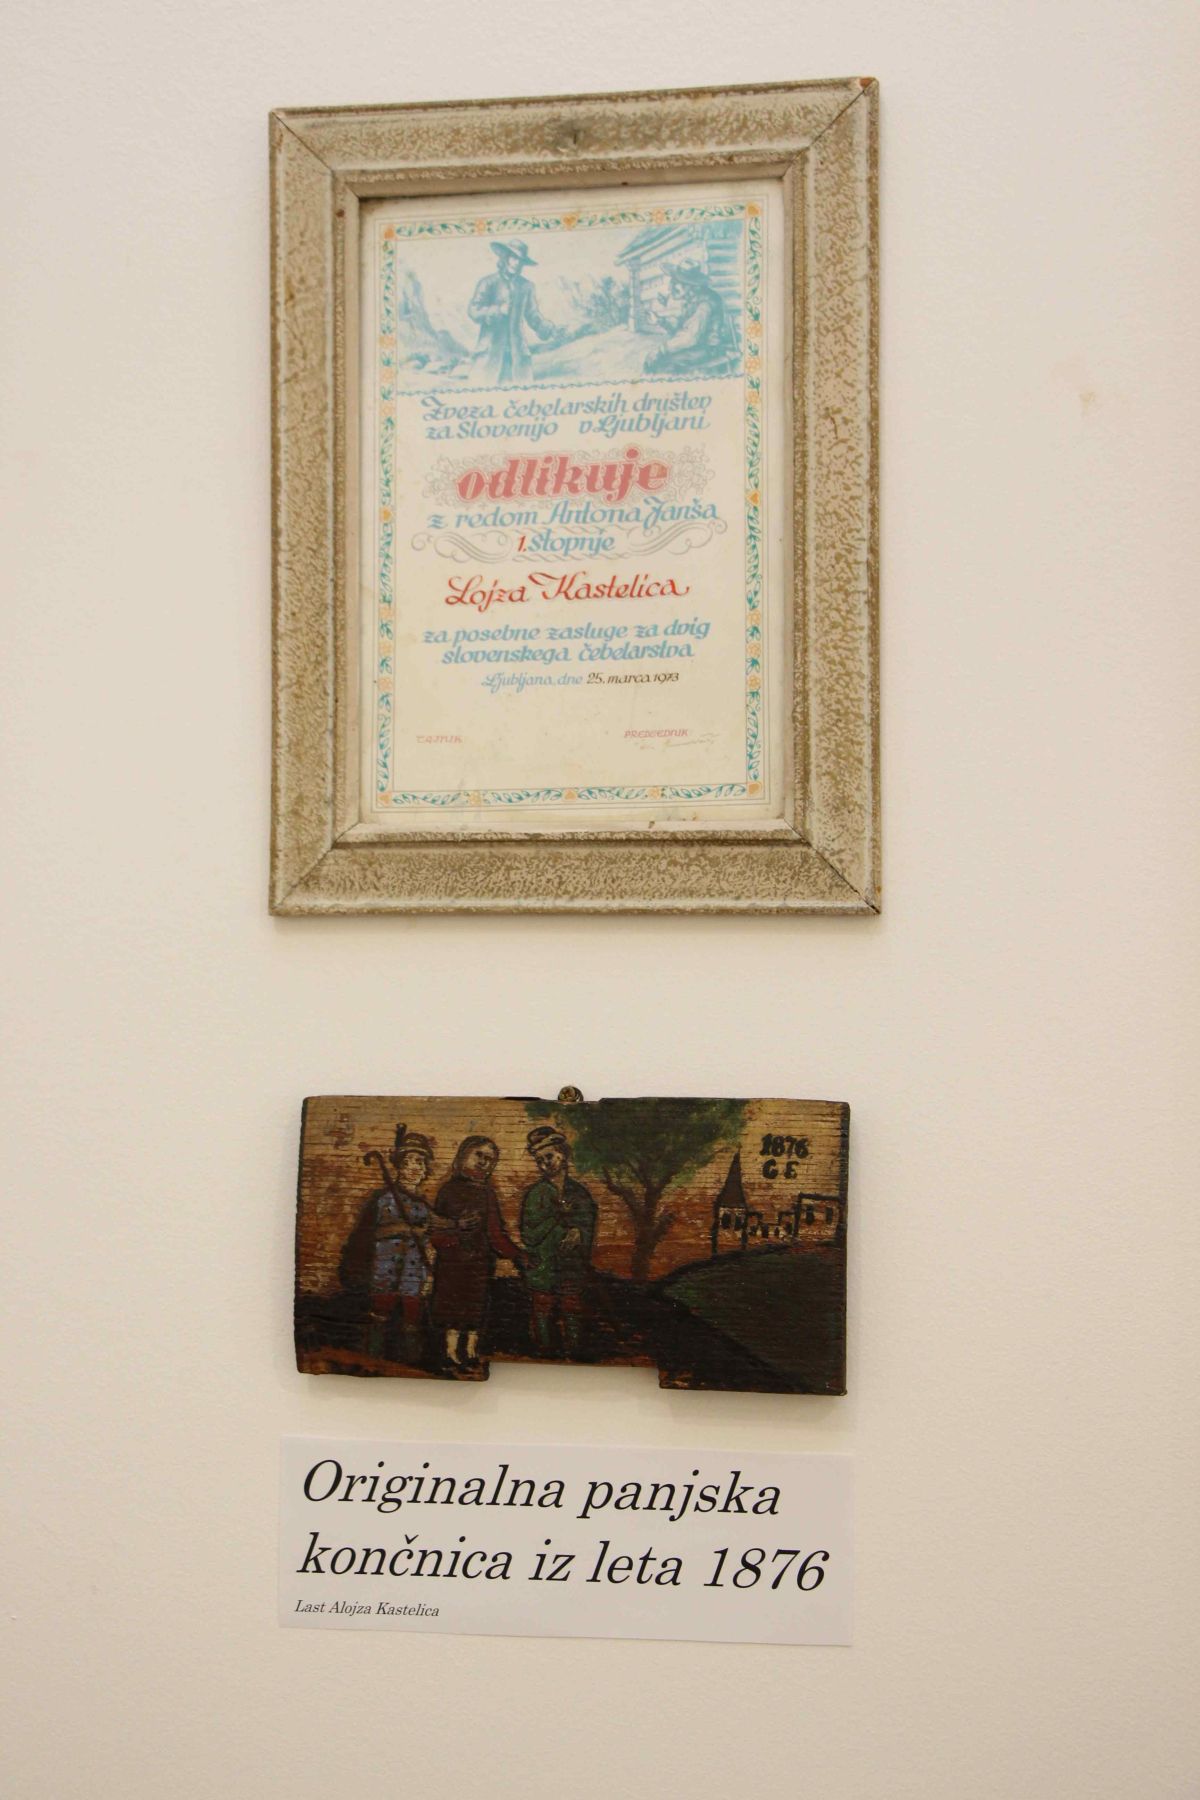 Zveza čebelarskih društev
za Slovenijo v Ljubljani
odlikuje
z redom Antona Janša
1. stopnje
Lojza Kastelica
za posebne zasluge za dvig
slovenskega čebelarstva
Ljubljana, dne 25. marca 1973
TAJNIK PREDSEDNIK
1876
G E
Originalna panjska
končnica iz leta 1876
Last Alojza Kastelica